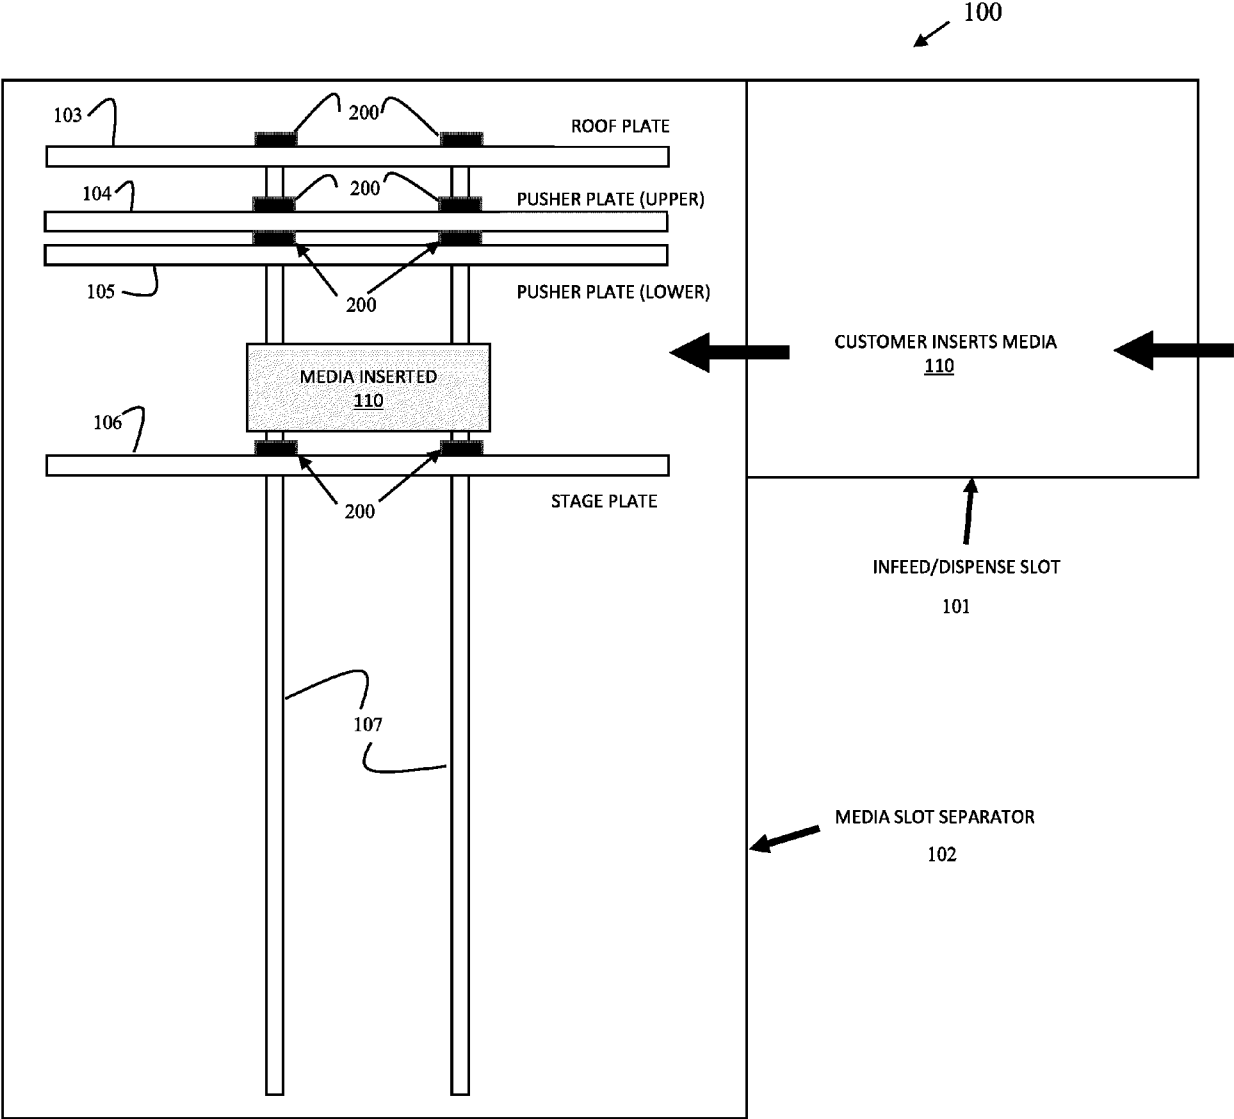 100
103
200
ROOF PLATE
104
200
PUSHER PLATE (UPPER)
105
200
PUSHER PLATE (LOWER)
CUSTOMER INSERTS MEDIA
110
MEDIA INSERTED
110
106
200
STAGE PLATE
INFEED/DISPENSE SLOT
101
107
MEDIA SLOT SEPARATOR
102